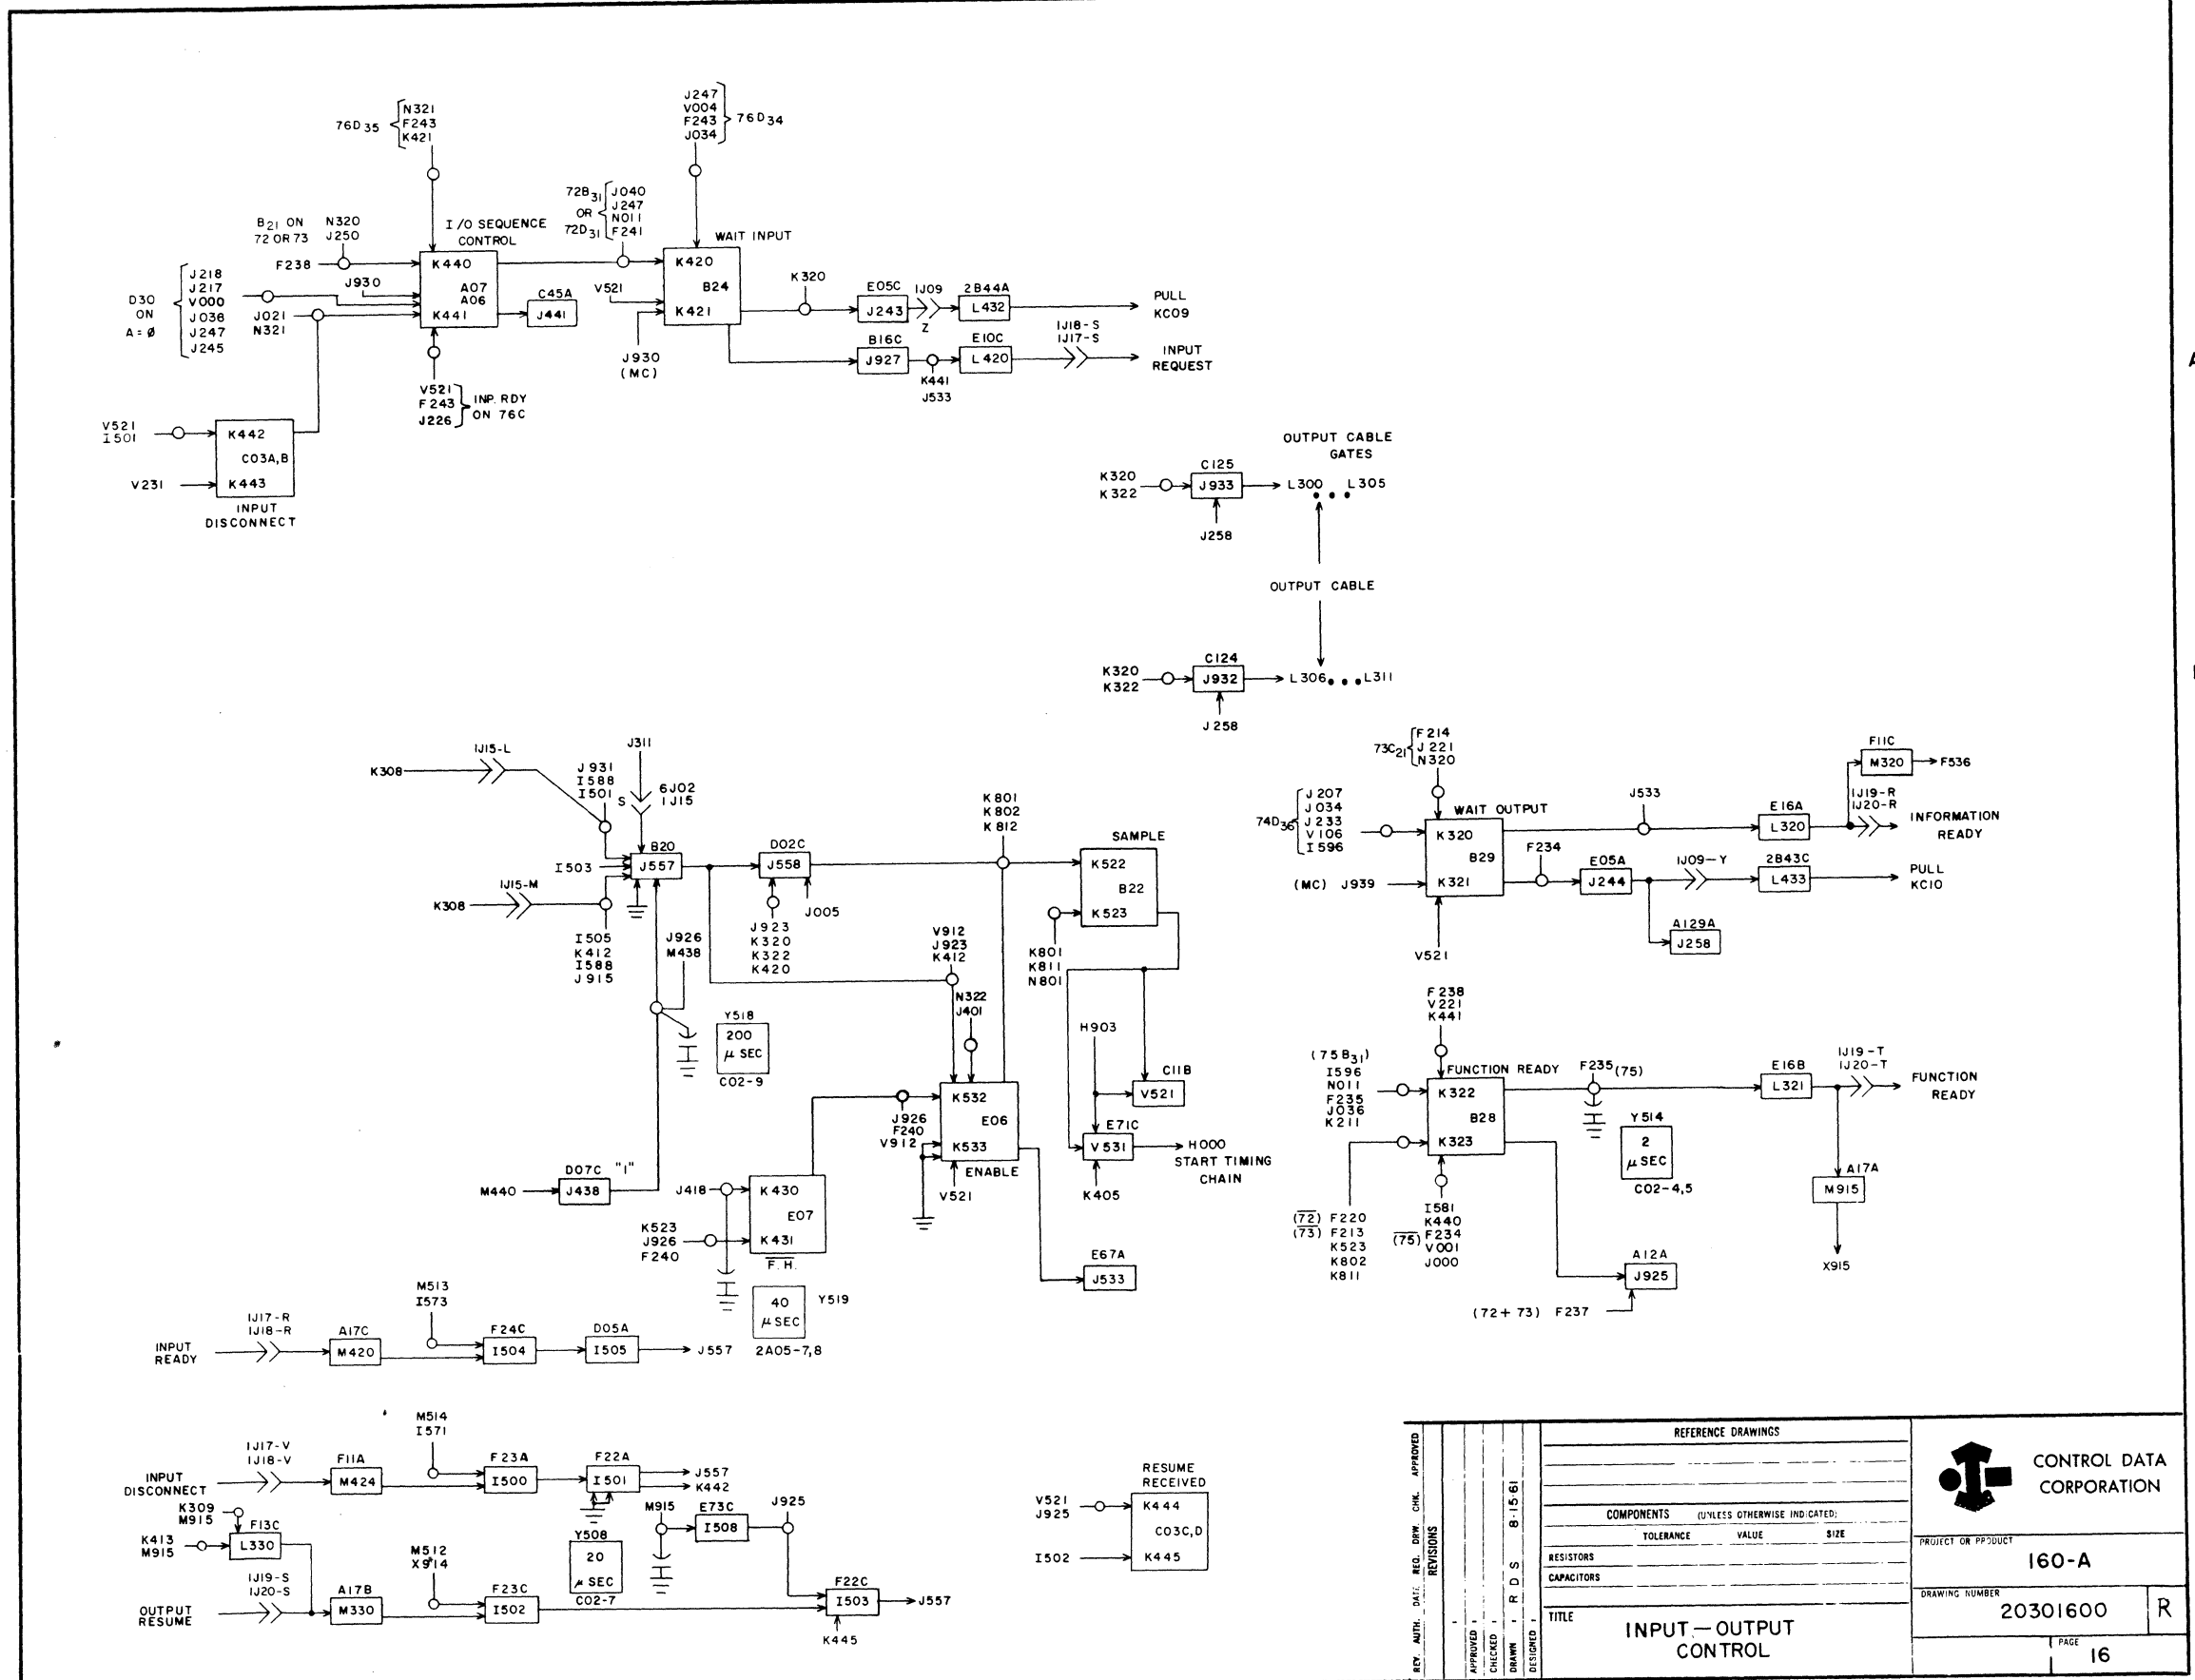 76D35
N321
F243
K421
J247
V004
F243
J034
76D34
B21 ON
72 OR 73
N320
J250
F238
I/O SEQUENCE
CONTROL
K440
A07
A06
K441
J930
C45A
J441
72B31
OR
72D31
J040
J247
N011
F241
WAIT INPUT
K420
B24
K421
V521
J930
(MC)
K320
E05C
J243
1J09
Z
2B44A
L432
PULL
KC09
B16C
J927
K441
J533
E10C
L420
1J18-S
1J17-S
INPUT
REQUEST
D30
ON
A=Ø
J218
J217
V000
J038
J247
J245
J021
N321
V521
F243
J226
INP. RDY
ON 76C
V521
I501
K442
C03A,B
K443
V231
INPUT
DISCONNECT
OUTPUT CABLE
GATES
K320
K322
C125
J933
J258
L300 ... L305
OUTPUT CABLE
K320
K322
C124
J932
J258
L306...L311
K308
1J15-L
J931
I588
I501
J311
S
6J02
1J15
B20
J557
I503
K308
1J15-M
I505
K412
I588
J915
J926
M438
D02C
J558
J005
J923
K320
K322
K420
K801
K802
K812
SAMPLE
K522
B22
K523
K801
K811
N801
V912
J923
K412
N322
J401
Y518
200
µ SEC
C02-9
H903
C11B
V521
E71C
V531
K405
H000
START TIMING
CHAIN
K532
E06
K533
ENABLE
J926
F240
V912
V521
M440
D07C
"1"
J438
J418
K430
E07
K431
F.H.
K523
J926
F240
40
µ SEC
Y519
2A05-7,8
E67A
J533
73C21
F214
J221
N320
74D36
J207
J034
J233
V106
I596
WAIT OUTPUT
K320
B29
K321
(MC) J939
V521
J533
F234
E05A
J244
A129A
J258
1J09-Y
2B43C
L433
PULL
KC10
E16A
L320
F11C
M320
F536
1J19-R
1J20-R
INFORMATION
READY
F238
V221
K441
(75B31)
I596
N011
F235
J036
K211
FUNCTION READY
K322
B28
K323
F235 (75)
Y514
2
µ SEC
C02-4,5
E16B
L321
1J19-T
1J20-T
FUNCTION
READY
A17A
M915
X915
(72) F220
(73) F213
K523
K802
K811
I581
K440
(75) F234
V001
J000
A12A
J925
(72+73) F237
INPUT
READY
1J17-R
1J18-R
A17C
M420
M513
I573
F24C
I504
D05A
I505
J557
INPUT
DISCONNECT
1J17-V
1J18-V
F11A
M424
M514
I571
F23A
I500
F22A
I501
J557
K442
K309
M915
K413
M915
F13C
L330
Y508
20
µ SEC
C02-7
M915
E73C
I508
J925
OUTPUT
RESUME
1J19-S
1J20-S
A17B
M330
M512
X914
F23C
I502
F22C
I503
J557
K445
RESUME
RECEIVED
V521
J925
K444
C03C,D
I502
K445
REV. AUTH. DATE REQ. DRW. CHK. APPROVED
REVISIONS
APPROVED
CHECKED
DRAWN R D S 8-15-61
DESIGNED
REFERENCE DRAWINGS
COMPONENTS (UNLESS OTHERWISE INDICATED)
TOLERANCE VALUE SIZE
RESISTORS
CAPACITORS
TITLE
INPUT-OUTPUT
CONTROL
CONTROL DATA
CORPORATION
PROJECT OR PRODUCT
160-A
DRAWING NUMBER
20301600
R
PAGE
16